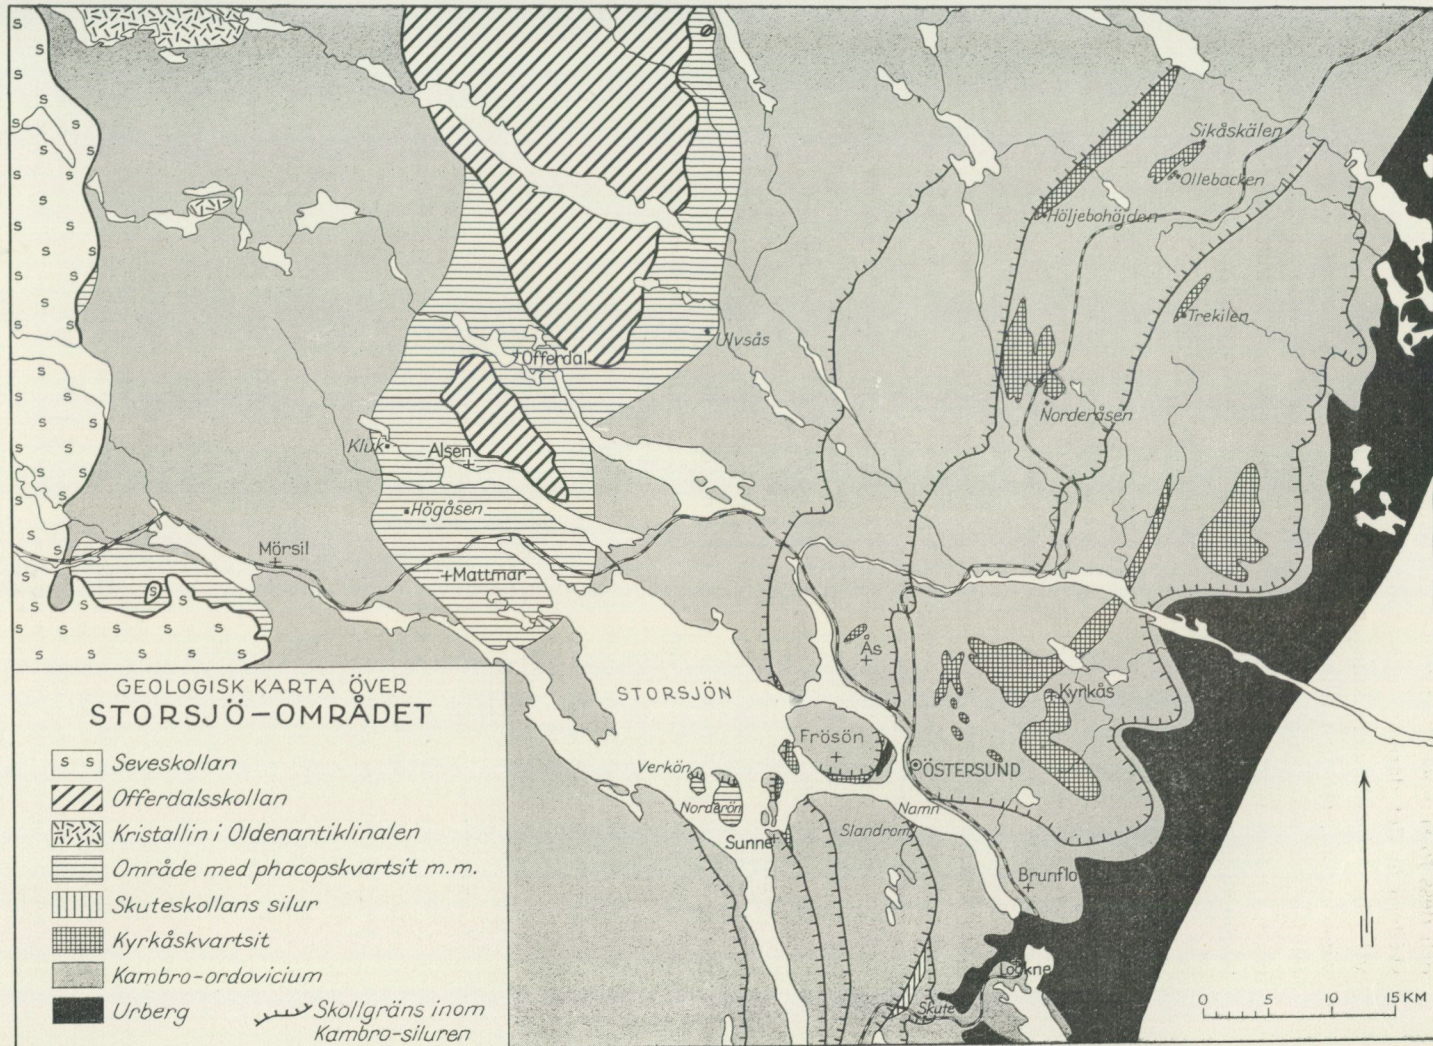 Sikåskälen
Ollebacken
Höljebohöjden
Trekilen
Ulvsås
Offerdal
Norderåsen
Kluk
Alsen
Högåsen
Mörsil
Mattmar
Ås
GEOLOGISK KARTA ÖVER
STORSJÖ-OMRÅDET
STORSJÖN
Kyrkås
Frösön
Verkön
ÖSTERSUND
Norderön
Namn
Slandrom
Sunne
Brunflo
Lockne
Skute
s s Seveskollan
Offerdalsskollan
Kristallin i Oldenantiklinalen
Område med phacopskvartsit m.m.
Skuteskollans silur
Kyrkåskvartsit
Kambro-ordovicium
Urberg
Skollgräns inom
Kambro-siluren
0 5 10 15 KM